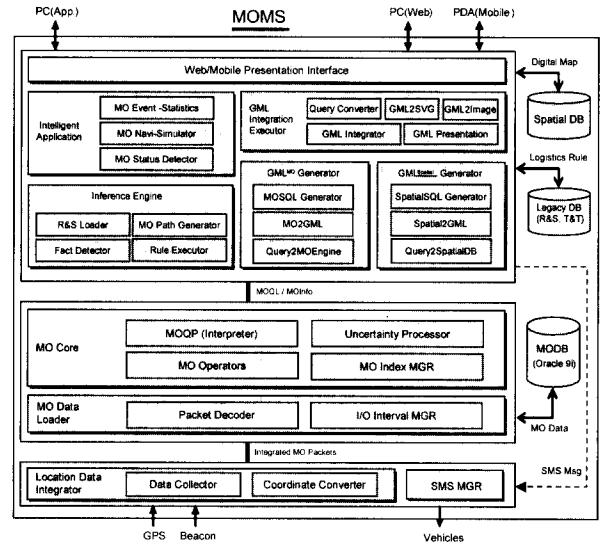 MOMS
PC(App.)
PC(Web)
PDA(Mobile)
Web/Mobile Presentation Interface
Digital Map
Spatial DB
Intelligent
Application
MO Event-Statistics
MO Navi-Simulator
MO Status Detector
GML
Integration
Executor
Query Converter
GML2SVG
GML2Image
GML Integrator
GML Presentation
Logistics Rule
Legacy DB
(R&S, T&T)
Inference Engine
R&S Loader
MO Path Generator
Fact Detector
Rule Executor
GML MO Generator
MOSQL Generator
MO2GML
Query2MOEngine
GML Spatial Generator
SpatialSQL Generator
Spatial2GML
Query2SpatialDB
MOQL / MOInfo
MO Core
MOQP (Interpreter)
Uncertainty Processor
MO Operators
MO Index MGR
MODB
(Oracle 9i)
MO Data
Loader
Packet Decoder
I/O Interval MGR
MO Data
Integrated MO Packets
SMS Msg
Location Data
Integrator
Data Collector
Coordinate Converter
SMS MGR
GPS
Beacon
Vehicles